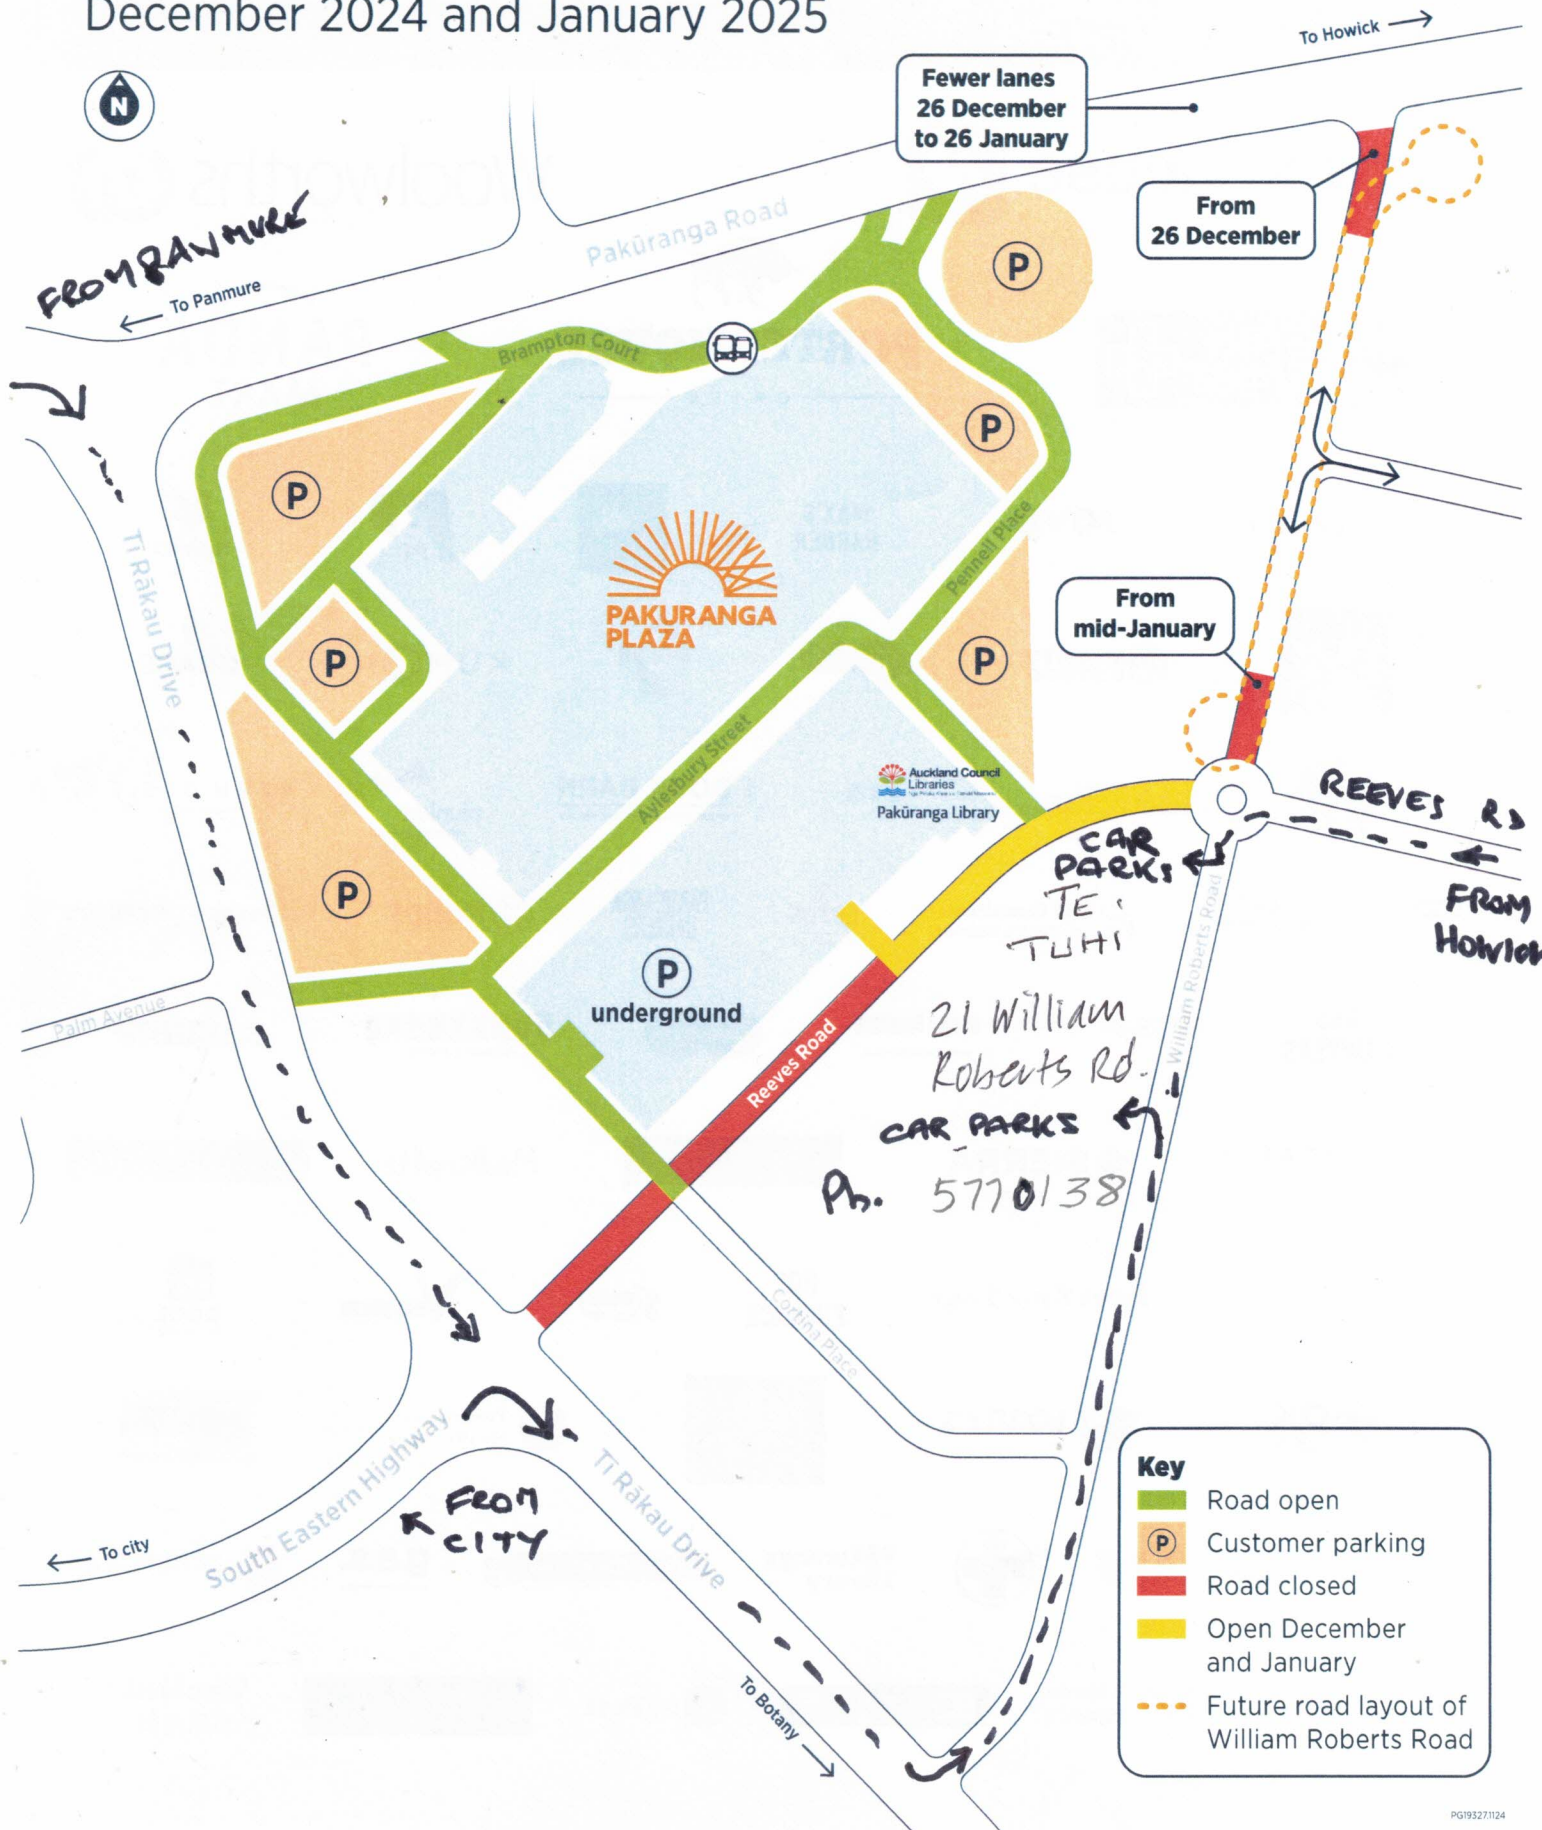 December 2024 and January 2025
To Howick
N
Fewer lanes
26 December
to 26 January
From
26 December
Pakūranga Road
FROM PANMURE
To Panmure
P
Brampton Court
P
P
Pennell Place
PAKURANGA
PLAZA
Tī Rākau Drive
From
mid-January
P
P
Aylesbury Street
Auckland Council
Libraries
Pakūranga Library
REEVES RD
CAR
PARKS
TE
TUHI
FROM
HOWICK
P
P
underground
Palm Avenue
William Roberts Road
21 William
Roberts Rd.
Reeves Road
CAR PARKS
Ph. 5770138
Cortina Place
South Eastern Highway
FROM
CITY
To city
Tī Rākau Drive
To Botany
Key
Road open
P
Customer parking
Road closed
Open December
and January
Future road layout of
William Roberts Road
PG19327.1124